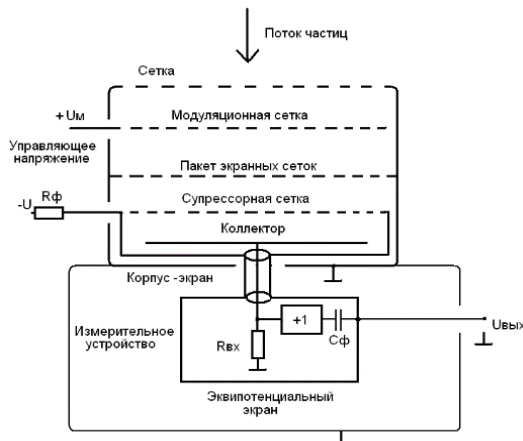 Поток частиц
Сетка
+ Uм
Модуляционная сетка
Управляющее
напряжение
Пакет экранных сеток
Rф
Супрессорная сетка
-U
Коллектор
Корпус -экран
Измерительное
устройство
+1
Cф
Uвых
Rвх
Эквипотенциальный
экран